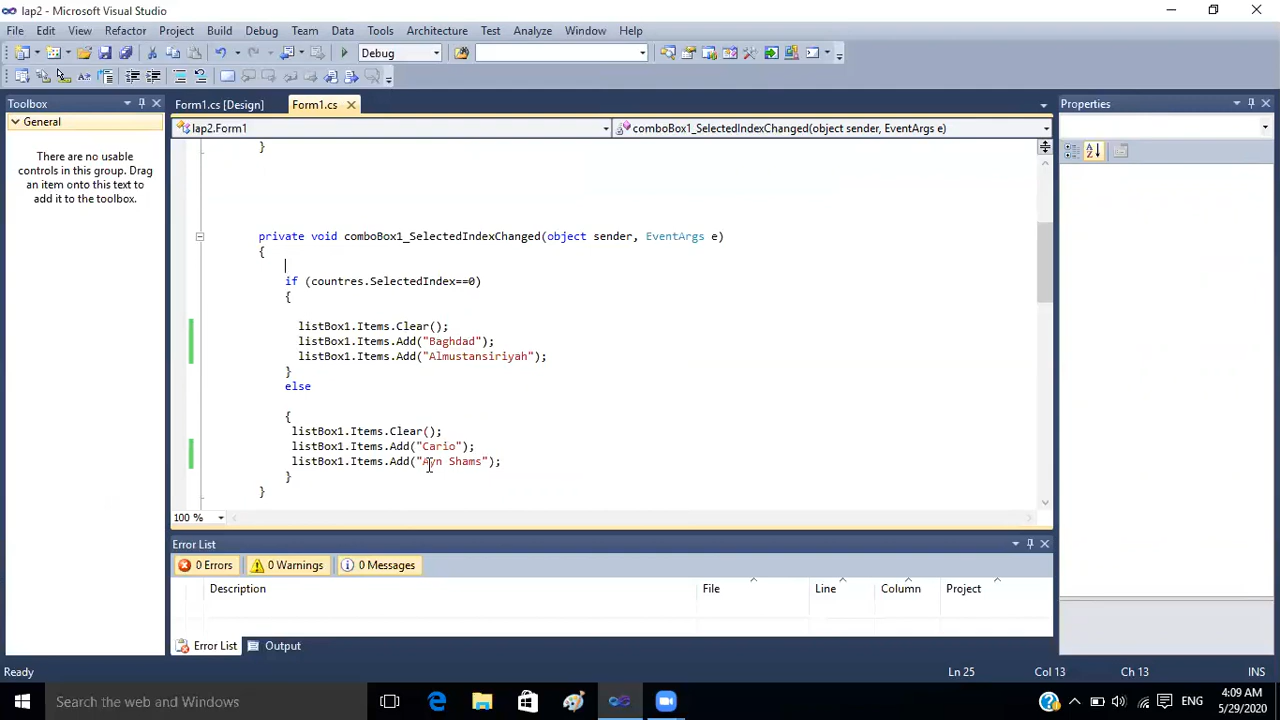 lap2 - Microsoft Visual Studio
File Edit View Refactor Project Build Debug Team Data Tools Architecture Test Analyze Window Help
Debug
Toolbox
General
There are no usable
controls in this group. Drag
an item onto this text to
add it to the toolbox.
Form1.cs [Design] Form1.cs
lap2.Form1
comboBox1_SelectedIndexChanged(object sender, EventArgs e)
}
private void comboBox1_SelectedIndexChanged(object sender, EventArgs e)
{
if (countres.SelectedIndex==0)
{
listBox1.Items.Clear();
listBox1.Items.Add("Baghdad");
listBox1.Items.Add("Almustansiriyah");
}
else
{
listBox1.Items.Clear();
listBox1.Items.Add("Cario");
listBox1.Items.Add("Ayn Shams");
}
}
100 %
Properties
Error List
0 Errors 0 Warnings 0 Messages
Description File Line Column Project
Error List Output
Ready Ln 25 Col 13 Ch 13 INS
Search the web and Windows
ENG
4:09 AM
5/29/2020